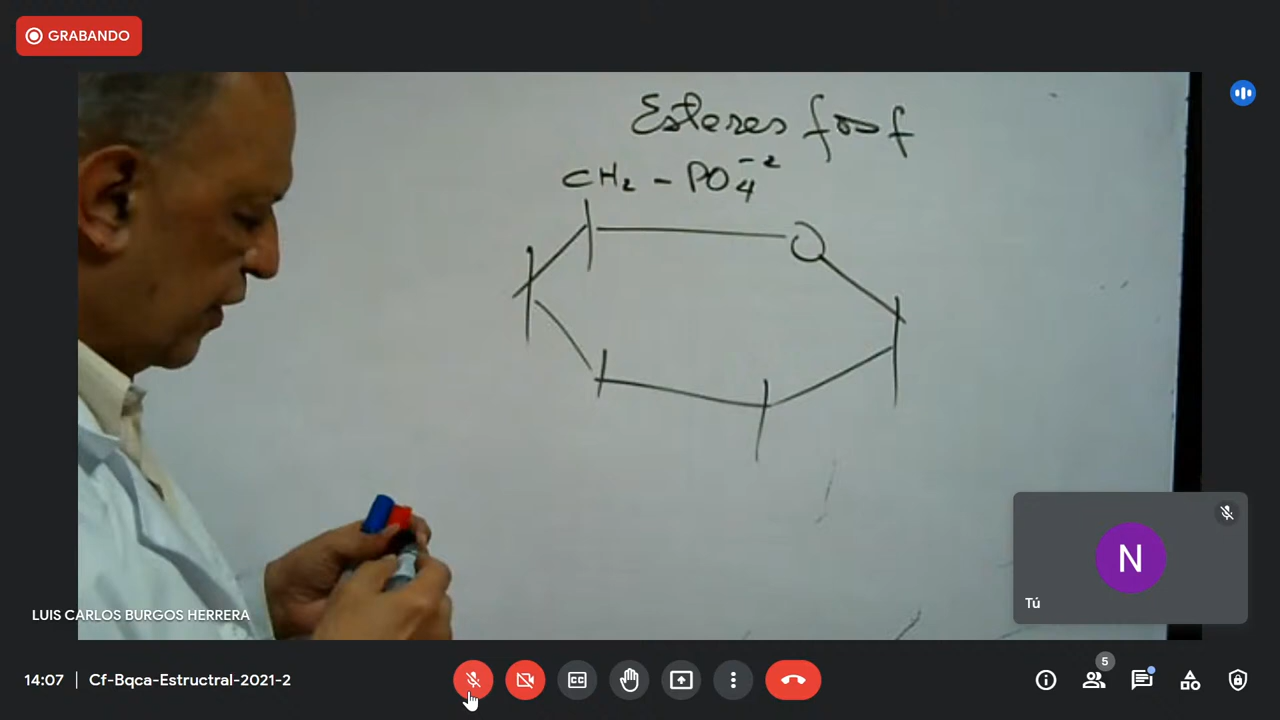 GRABANDO
Esteres fosf
CH₂ - PO₄⁻²
O
LUIS CARLOS BURGOS HERRERA
N
Tú
14:07 | Cf-Bqca-Estructral-2021-2
CC
5